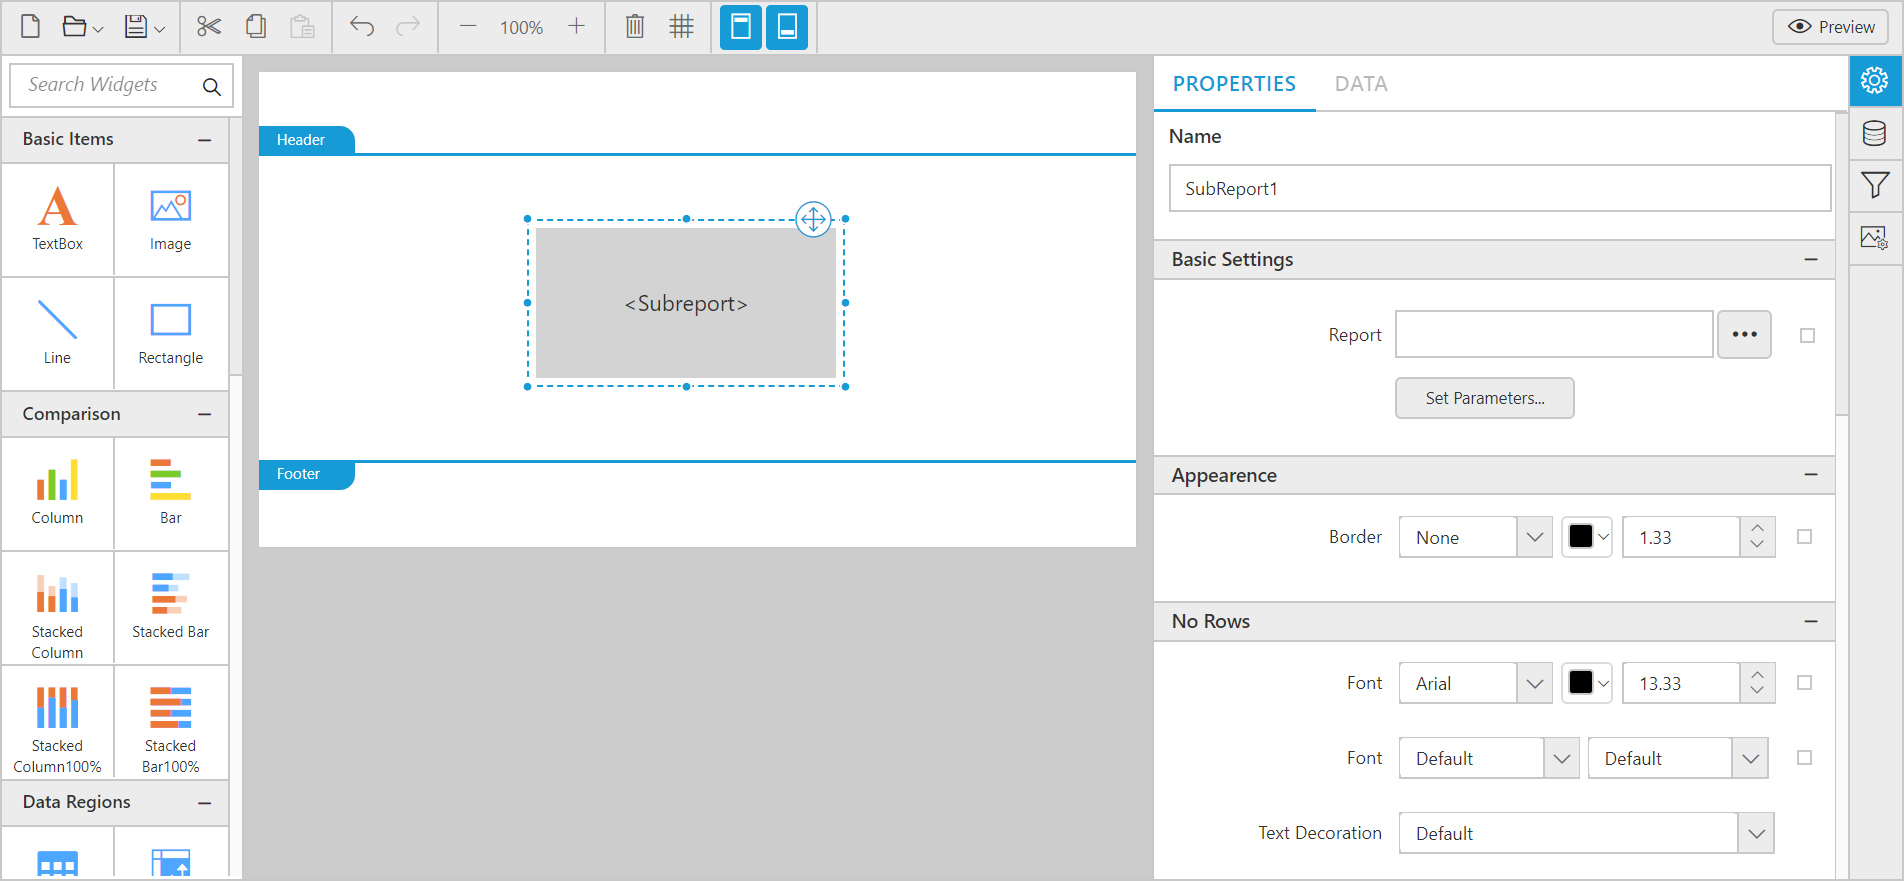 100%
Preview
Search Widgets
Basic Items
TextBox
Image
Line
Rectangle
Comparison
Column
Bar
Stacked
Column
Stacked Bar
Stacked
Column100%
Stacked
Bar100%
Data Regions
Header
<Subreport>
Footer
PROPERTIES
DATA
Name
SubReport1
Basic Settings
Report
Set Parameters...
Appearence
Border
None
1.33
No Rows
Font
Arial
13.33
Font
Default
Default
Text Decoration
Default